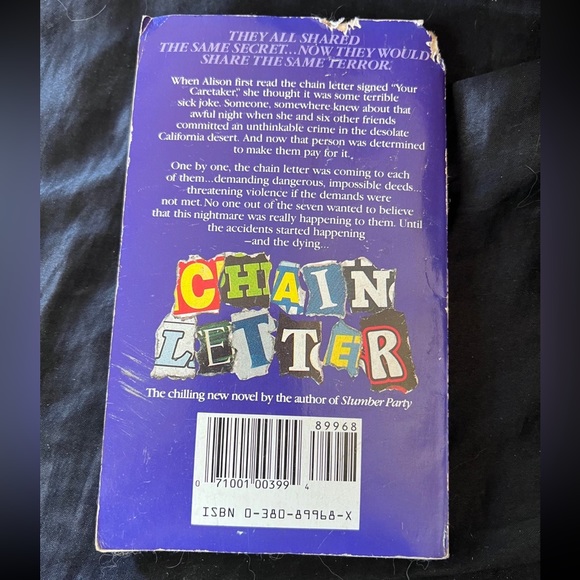 THEY ALL SHARED
THE SAME SECRET...NOW THEY WOULD
SHARE THE SAME TERROR.
When Alison first read the chain letter signed "Your
Caretaker," she thought it was some terrible
sick joke. Someone, somewhere knew about that
awful night when she and six other friends
committed an unthinkable crime in the desolate
California desert. And now that person was determined
to make them pay for it.
One by one, the chain letter was coming to each
of them...demanding dangerous, impossible deeds...
threatening violence if the demands were
not met. No one out of the seven wanted to believe
that this nightmare was really happening to them. Until
the accidents started happening
—and the dying...
CHAIN
LETTER
The chilling new novel by the author of Slumber Party
89968
0 71001 00399 4
ISBN 0-380-89968-X